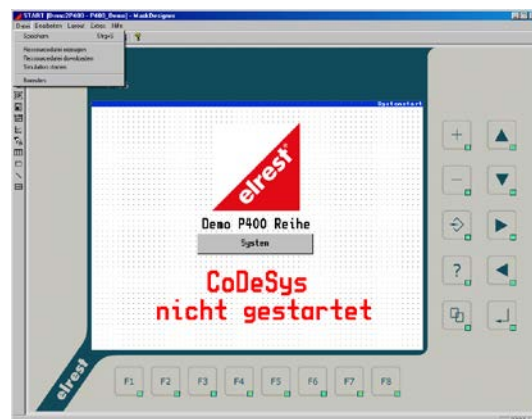 START [Demo2P400 - P400_Demo] - MaskDesigner
Datei Bearbeiten Layout Extras Hilfe
Speichern Strg+S
Ressourcedatei erzeugen
Ressourcedatei downloaden
Simulation starten
Beenden
Systemstart
elrest
Demo P400 Reihe
System
CoDeSys
nicht gestartet
+
-
?
elrest
F1 F2 F3 F4 F5 F6 F7 F8